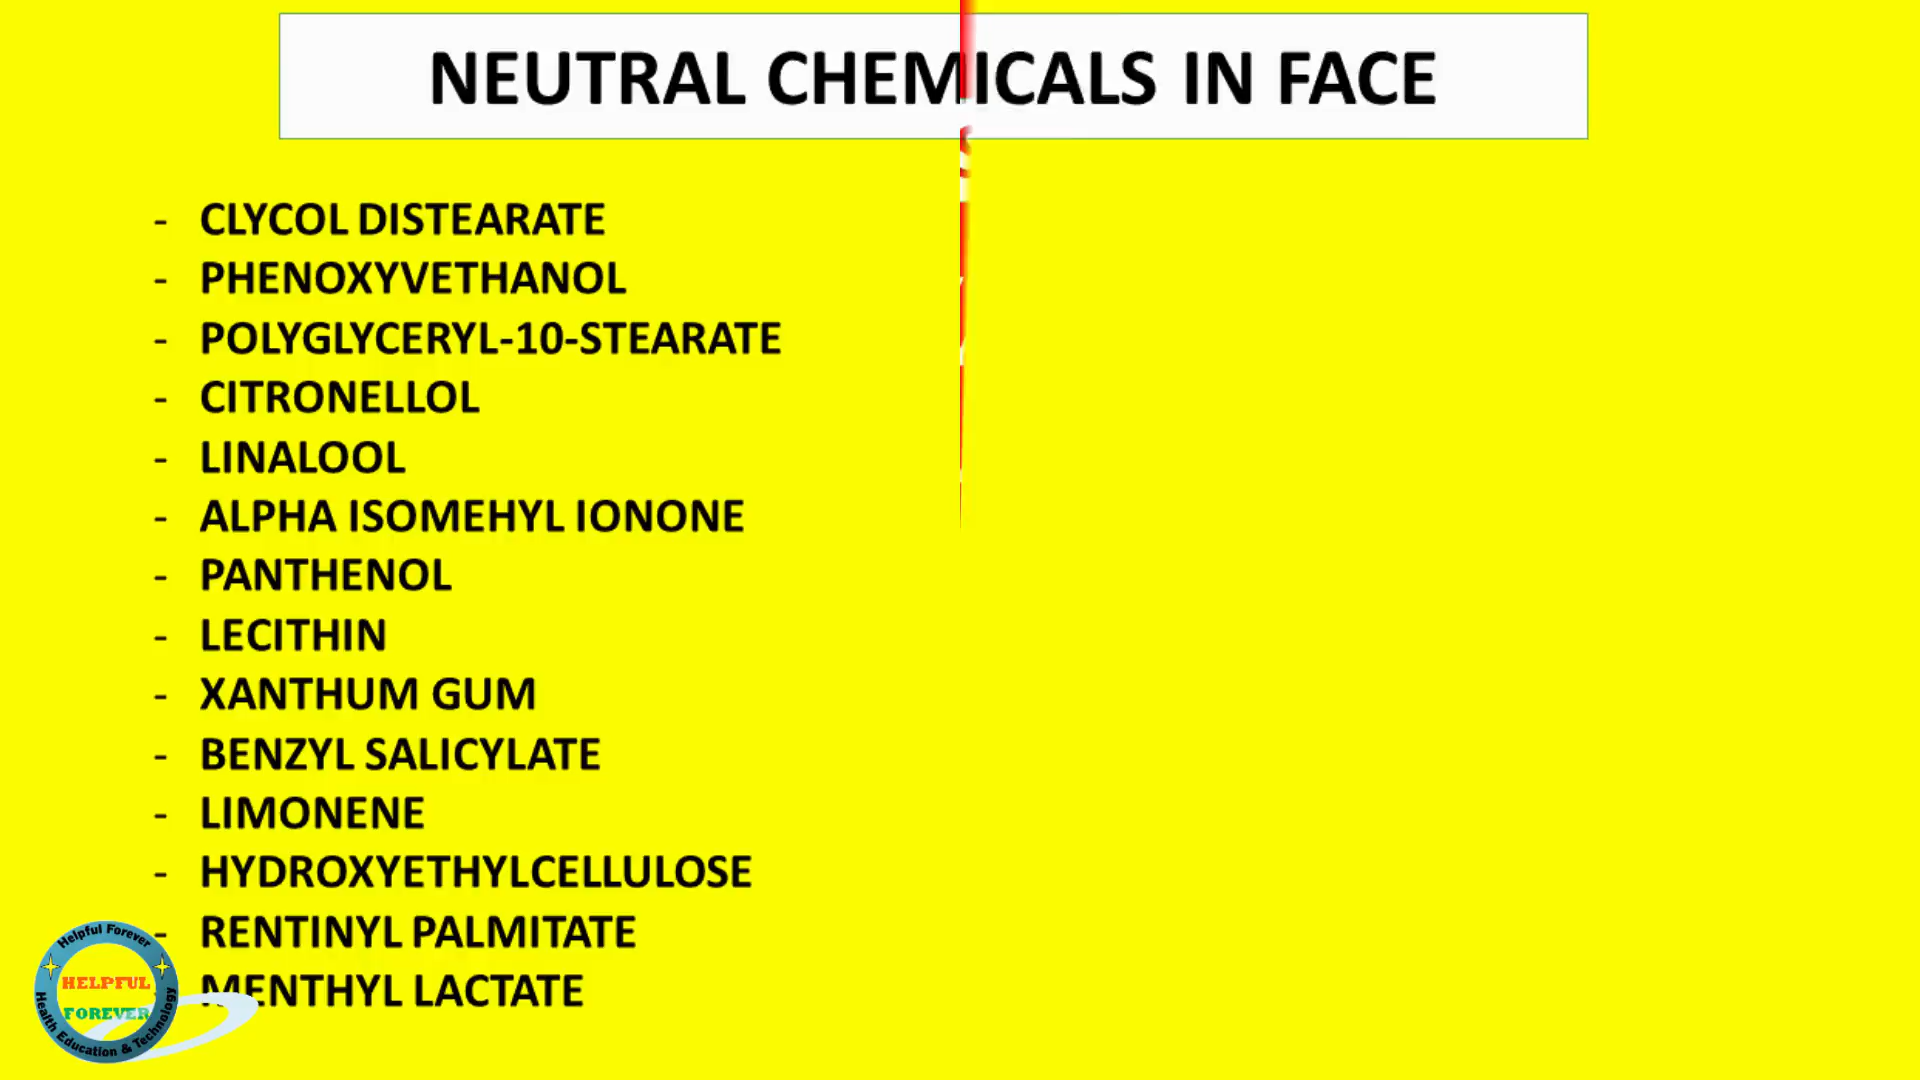 NEUTRAL CHEMICALS IN FACE
- CLYCOL DISTEARATE
- PHENOXYVETHANOL
- POLYGLYCERYL-10-STEARATE
- CITRONELLOL
- LINALOOL
- ALPHA ISOMEHYL IONONE
- PANTHENOL
- LECITHIN
- XANTHUM GUM
- BENZYL SALICYLATE
- LIMONENE
- HYDROXYETHYLCELLULOSE
- RENTINYL PALMITATE
MENTHYL LACTATE
Helpful Forever
HELPFUL
FOREVER
Health Education & Technology